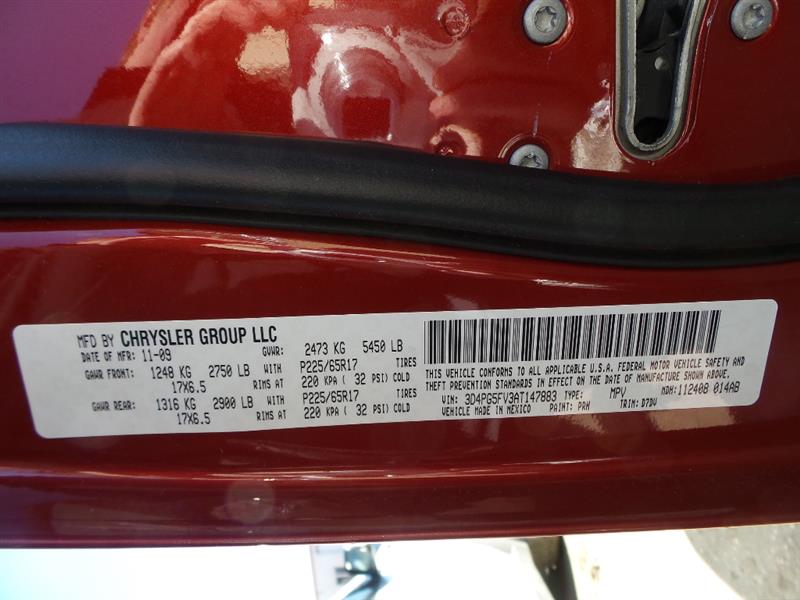 MFD BY CHRYSLER GROUP LLC
DATE OF MFR: 11-09 GVWR: 2473 KG 5450 LB
GAWR FRONT: 1248 KG 2750 LB WITH P225/65R17 TIRES
17X6.5 RIMS AT 220 KPA ( 32 PSI) COLD
GAWR REAR: 1316 KG 2900 LB WITH P225/65R17 TIRES
17X6.5 RIMS AT 220 KPA ( 32 PSI) COLD
THIS VEHICLE CONFORMS TO ALL APPLICABLE U.S.A. FEDERAL MOTOR VEHICLE SAFETY AND
THEFT PREVENTION STANDARDS IN EFFECT ON THE DATE OF MANUFACTURE SHOWN ABOVE.
VIN: 3D4PG5FV3AT147883 TYPE: MPV MDH: 112408 014AB
VEHICLE MADE IN MEXICO PAINT: PRH TRIM: D7DV